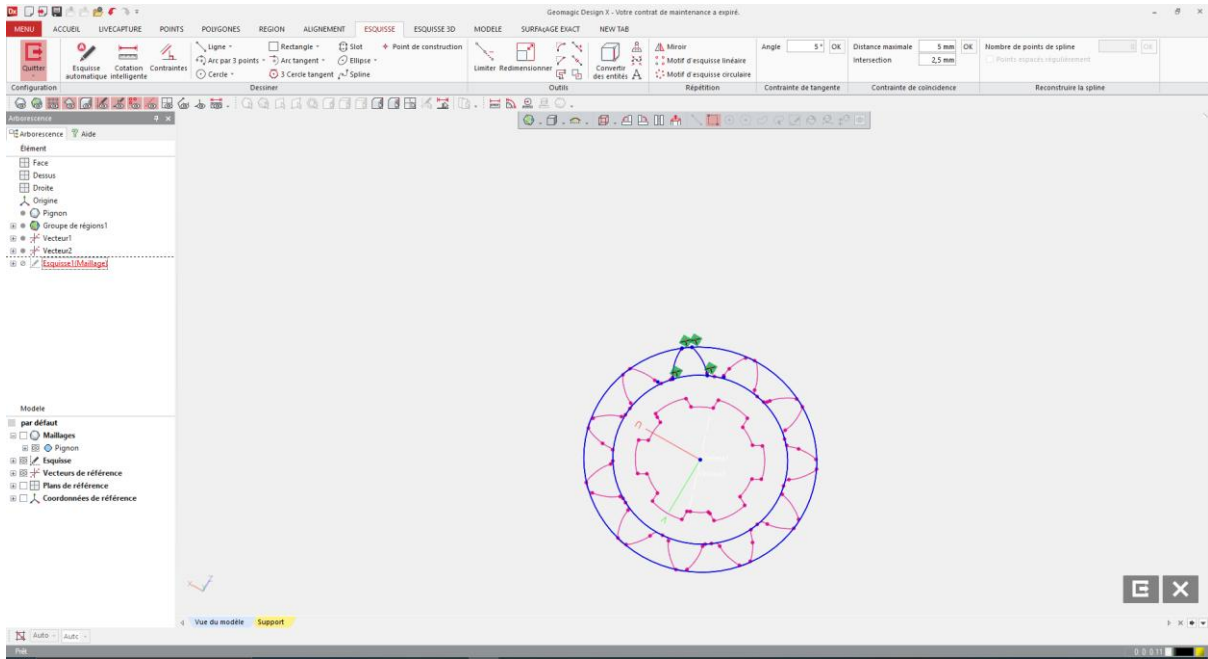 Geomagic Design X - Votre contrat de maintenance a expiré.
MENU ACCUEIL LIVECAPTURE POINTS POLYGONES REGION ALIGNEMENT ESQUISSE ESQUISSE 3D MODELE SURFAÇAGE EXACT NEW TAB
Quitter
Esquisse automatique
Cotation intelligente
Contraintes
Ligne
Rectangle
Slot
Point de construction
Arc par 3 points
Arc tangent
Ellipse
Cercle
3 Cercle tangent
Spline
Limiter
Redimensionner
Convertir des entités
Miroir
Motif d'esquisse linéaire
Motif d'esquisse circulaire
Angle 5° OK
Distance maximale 5 mm OK
Intersection 2,5 mm
Nombre de points de spline 0 OK
Points espacés régulièrement
Configuration Dessiner Outils Répétition Contrainte de tangente Contrainte de coïncidence Reconstruire la spline
Arborescence
Arborescence Aide
Élément
Face
Dessus
Droite
Origine
Pignon
Groupe de régions1
Vecteur1
Vecteur2
Esquisse1(Maillage)
Modele
par défaut
Maillages
Pignon
Esquisse
Vecteurs de référence
Plans de référence
Coordonnées de référence
X Z
Vue du modèle Support
Auto Auto
Prêt